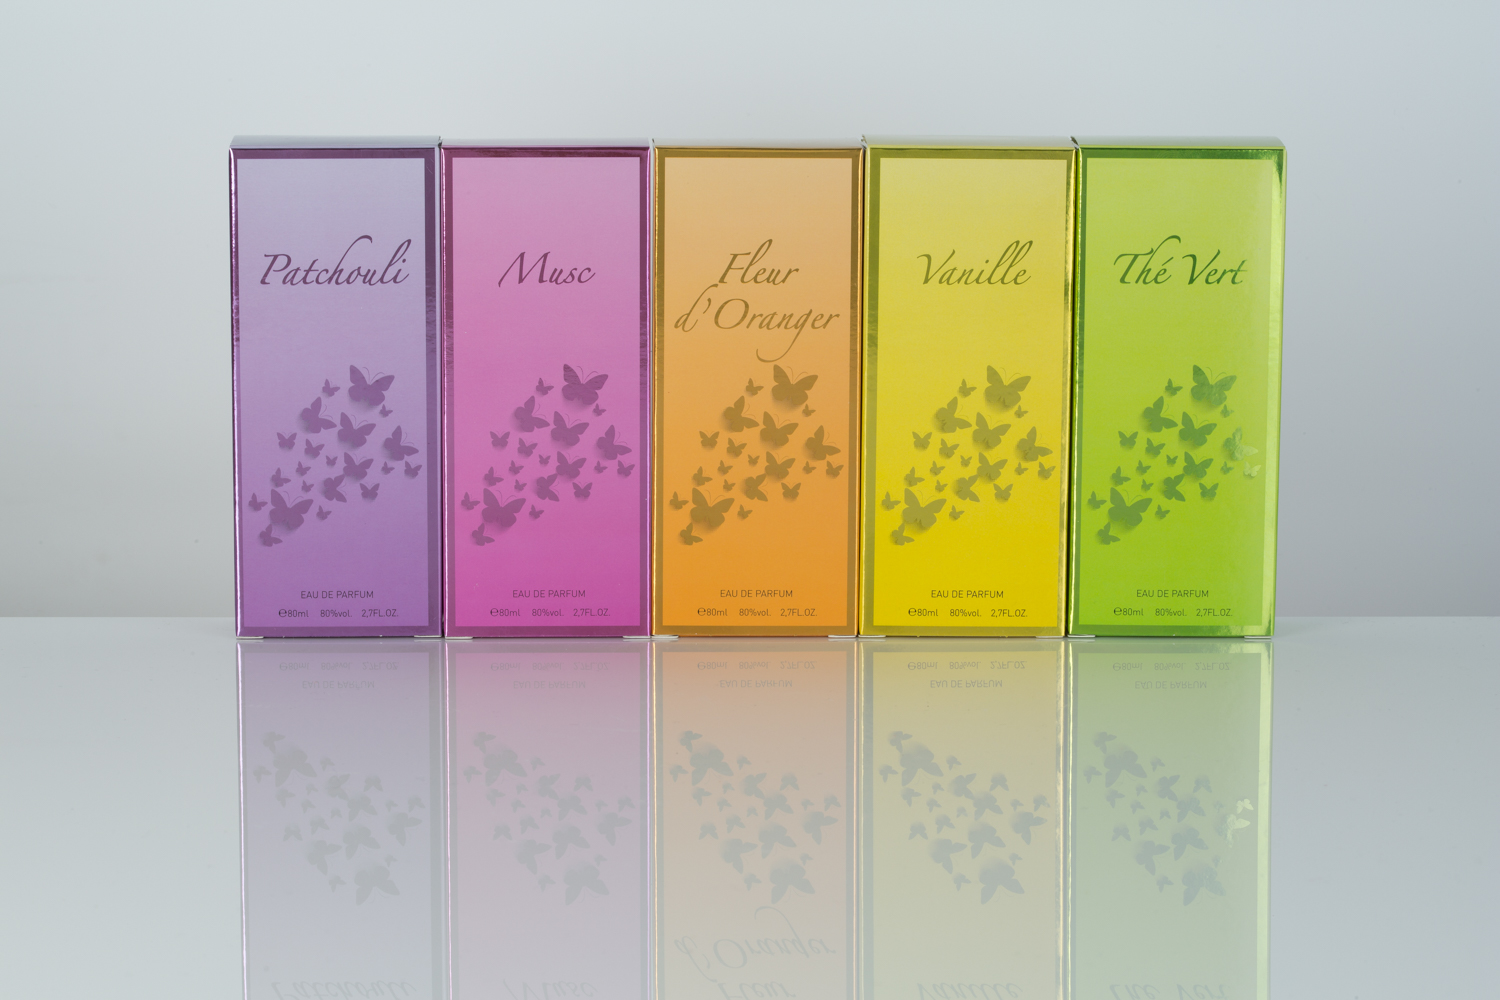 Patchouli
EAU DE PARFUM
℮80ml 80%vol. 2,7FL.OZ.
Musc
EAU DE PARFUM
℮80ml 80%vol. 2,7FL.OZ.
Fleur
d'Oranger
EAU DE PARFUM
℮80ml 80%vol. 2,7FL.OZ.
Vanille
EAU DE PARFUM
℮80ml 80%vol. 2,7FL.OZ.
Thé Vert
EAU DE PARFUM
℮80ml 80%vol. 2,7FL.OZ.